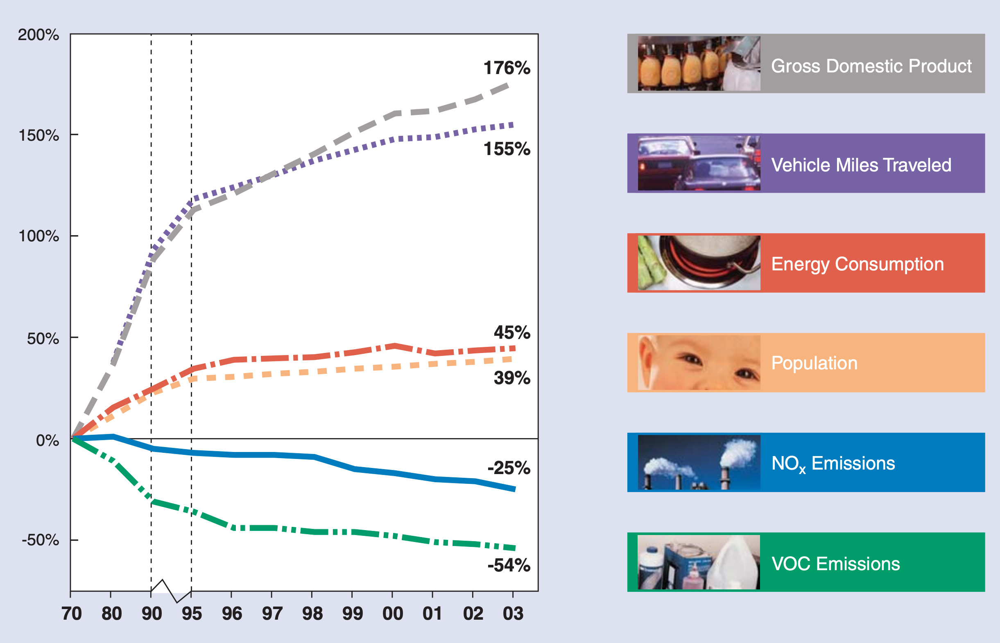 200%
150%
100%
50%
0%
-50%
176%
155%
45%
39%
-25%
-54%
70 80 90 95 96 97 98 99 00 01 02 03
Gross Domestic Product
Vehicle Miles Traveled
Energy Consumption
Population
NOx Emissions
VOC Emissions